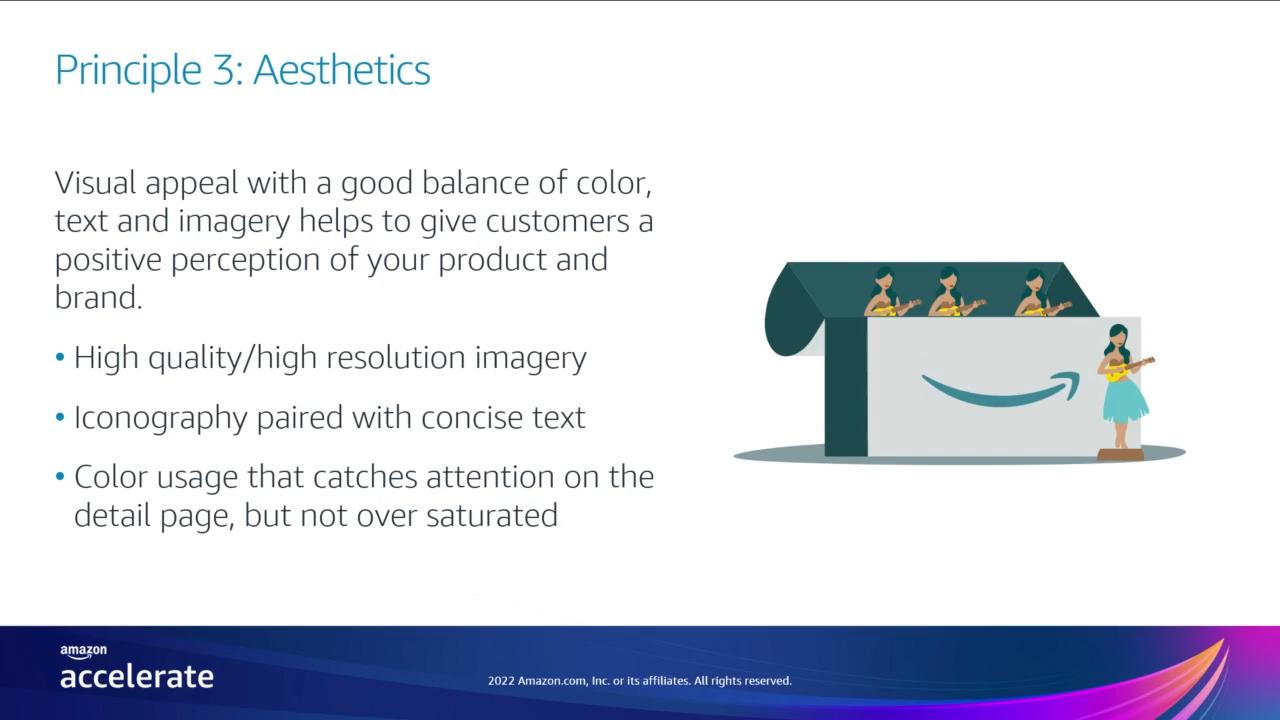 Principle 3: Aesthetics
Visual appeal with a good balance of color,
text and imagery helps to give customers a
positive perception of your product and
brand.
• High quality/high resolution imagery
• Iconography paired with concise text
• Color usage that catches attention on the
detail page, but not over saturated
amazon
accelerate
2022 Amazon.com, Inc. or its affiliates. All rights reserved.